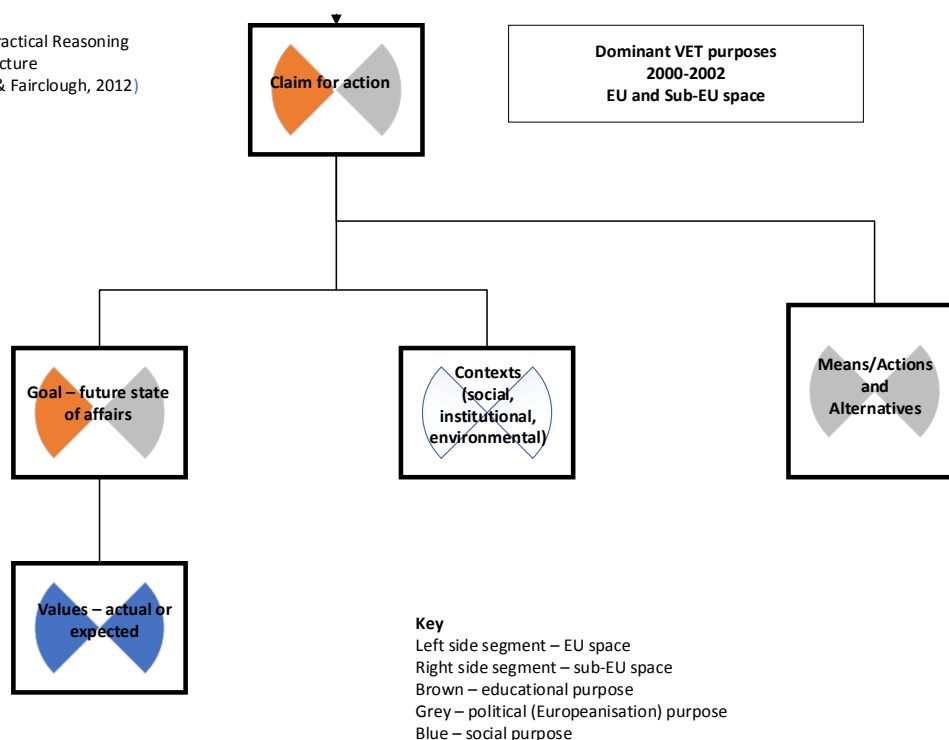 ractical Reasoning
cture
& Fairclough, 2012)
Claim for action
Dominant VET purposes
2000-2002
EU and Sub-EU space
Goal – future state
of affairs
Contexts
(social,
institutional,
environmental)
Means/Actions
and
Alternatives
Values – actual or
expected
Key
Left side segment – EU space
Right side segment – sub-EU space
Brown – educational purpose
Grey – political (Europeanisation) purpose
Blue – social purpose